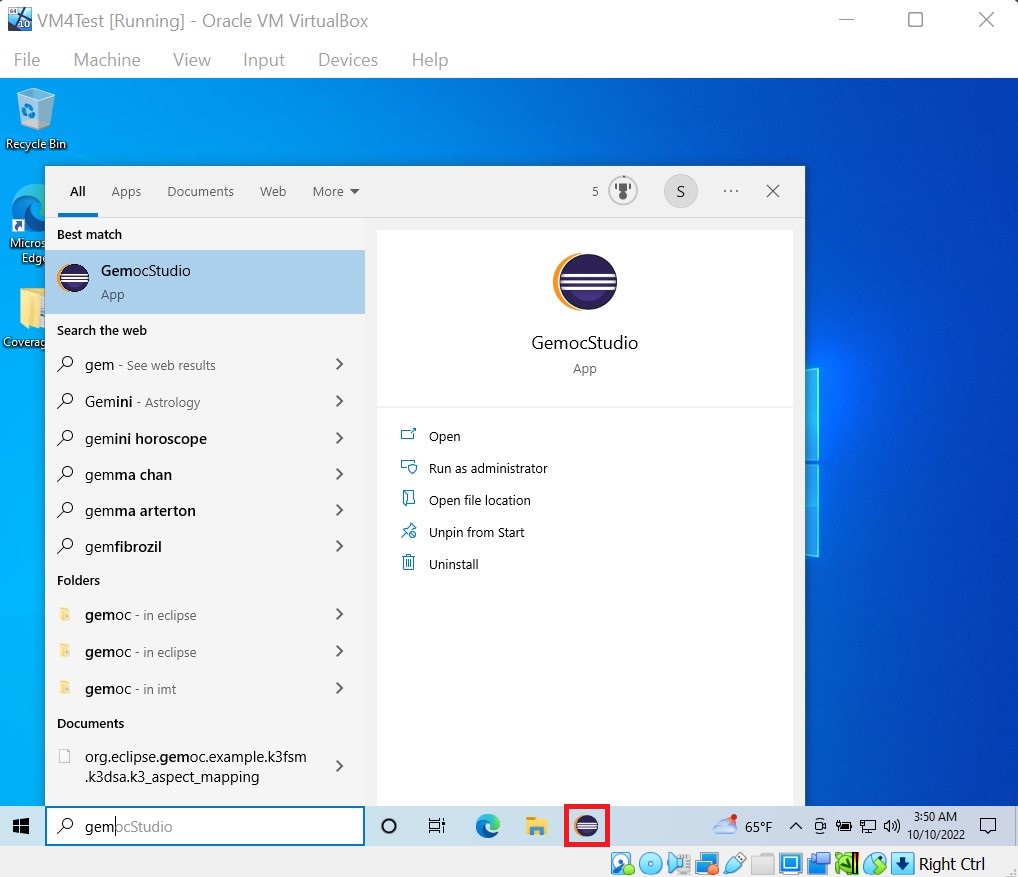 VM4Test [Running] - Oracle VM VirtualBox
File Machine View Input Devices Help
Recycle Bin
Micros
Edge
Coverag
All Apps Documents Web More
5
S
Best match
GemocStudio
App
Search the web
gem - See web results
Gemini - Astrology
gemini horoscope
gemma chan
gemma arterton
gemfibrozil
Folders
gemoc - in eclipse
gemoc - in eclipse
gemoc - in imt
Documents
org.eclipse.gemoc.example.k3fsm
.k3dsa.k3_aspect_mapping
GemocStudio
App
Open
Run as administrator
Open file location
Unpin from Start
Uninstall
gemocStudio
65°F
3:50 AM
10/10/2022
Right Ctrl